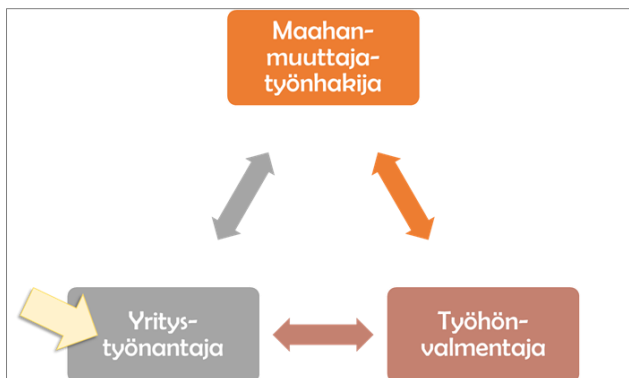 Maahan-
muuttaja-
työnhakija
Yritys-
työnantaja
Työhön-
valmentaja